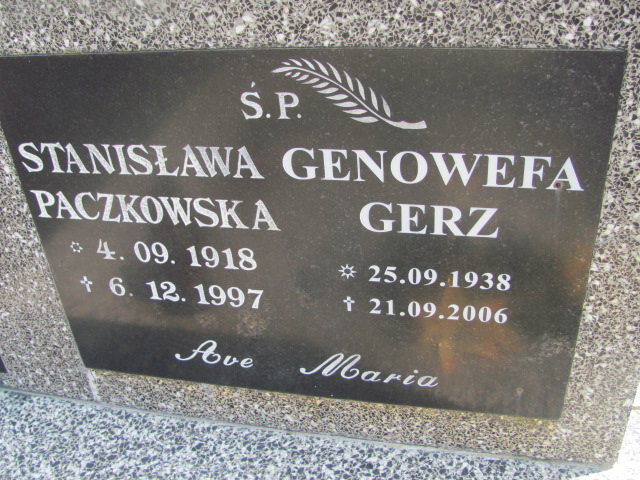 Ś.P.
STANISŁAWA
PACZKOWSKA
☼ 4. 09. 1918
† 6. 12. 1997
GENOWEFA
GERZ
☼ 25.09.1938
† 21.09.2006
Ave Maria